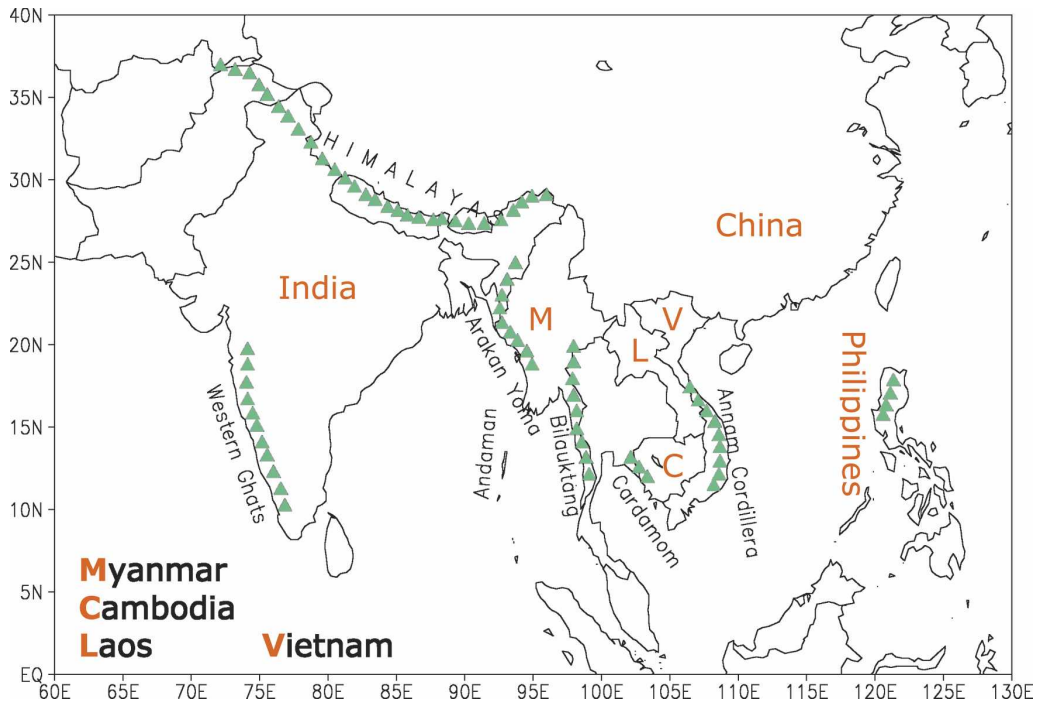 40N
35N
30N
25N
20N
15N
10N
5N
EQ
HIMALAYA
China
India
M
V
L
C
Philippines
Arakan Yoma
Western Ghats
Andaman
Bilauktang
Cardamom
Annam Cordillera
Myanmar
Cambodia
Laos Vietnam
60E 65E 70E 75E 80E 85E 90E 95E 100E 105E 110E 115E 120E 125E 130E